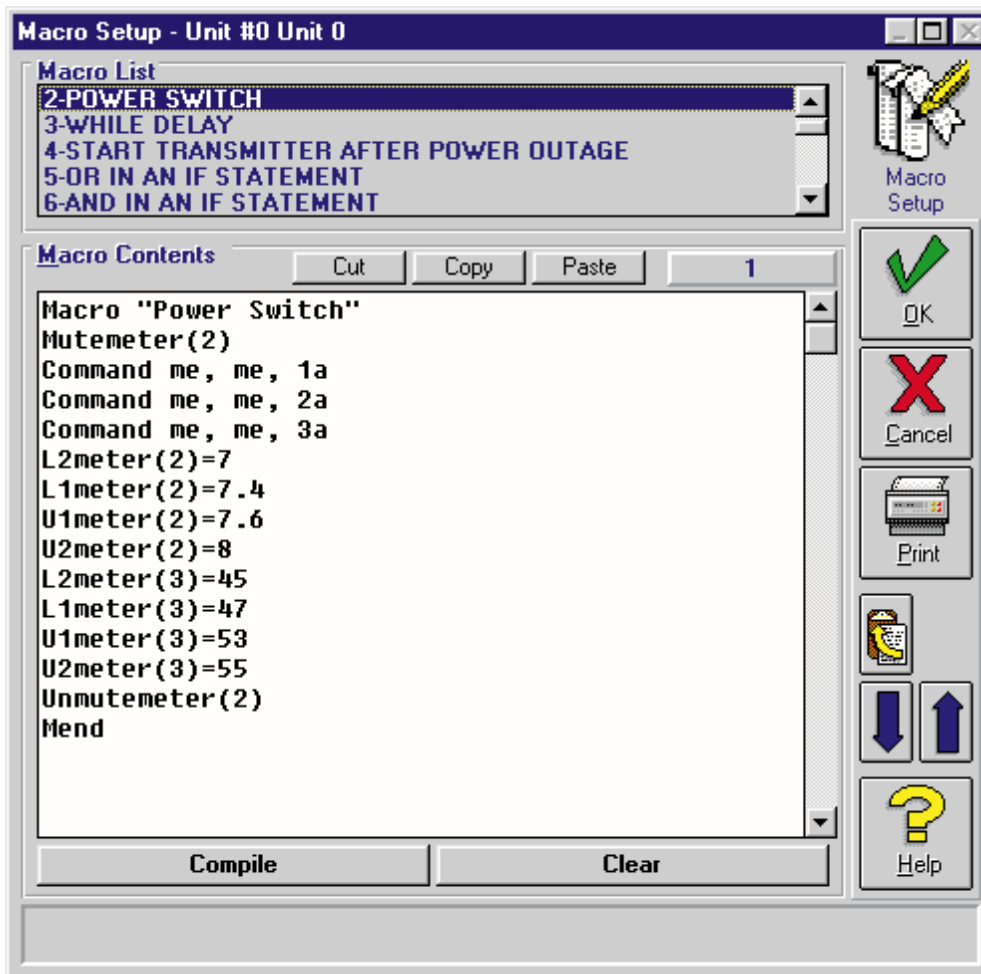 Macro Setup - Unit #0 Unit 0
Macro List
2-POWER SWITCH
3-WHILE DELAY
4-START TRANSMITTER AFTER POWER OUTAGE
5-OR IN AN IF STATEMENT
6-AND IN AN IF STATEMENT
Macro
Setup
Macro Contents
Cut
Copy
Paste
1
Macro "Power Switch"
Mutemeter(2)
Command me, me, 1a
Command me, me, 2a
Command me, me, 3a
L2meter(2)=7
L1meter(2)=7.4
U1meter(2)=7.6
U2meter(2)=8
L2meter(3)=45
L1meter(3)=47
U1meter(3)=53
U2meter(3)=55
Unmutemeter(2)
Mend
OK
Cancel
Print
Help
Compile
Clear